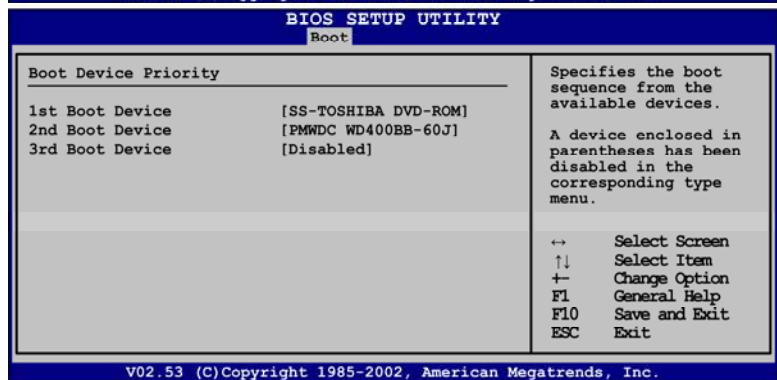 BIOS SETUP UTILITY
Boot
Boot Device Priority
1st Boot Device [SS-TOSHIBA DVD-ROM]
2nd Boot Device [PMWDC WD400BB-60J]
3rd Boot Device [Disabled]
Specifies the boot
sequence from the
available devices.
A device enclosed in
parentheses has been
disabled in the
corresponding type
menu.
↔ Select Screen
↑↓ Select Item
+- Change Option
F1 General Help
F10 Save and Exit
ESC Exit
V02.53 (C)Copyright 1985-2002, American Megatrends, Inc.